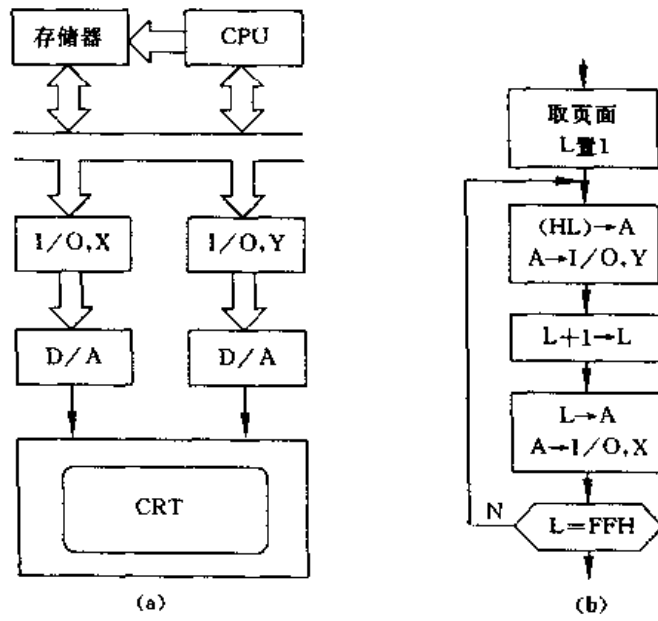 存储器
CPU
I/O,X
I/O,Y
D/A
D/A
CRT
(a)
取页面
L置1
(HL)→A
A→I/O,Y
L+1→L
L→A
A→I/O,X
N
L=FFH
(b)